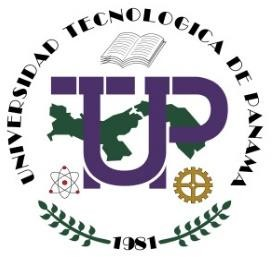 UNIVERSIDAD TECNOLOGICA DE PANAMA
UTP
1981